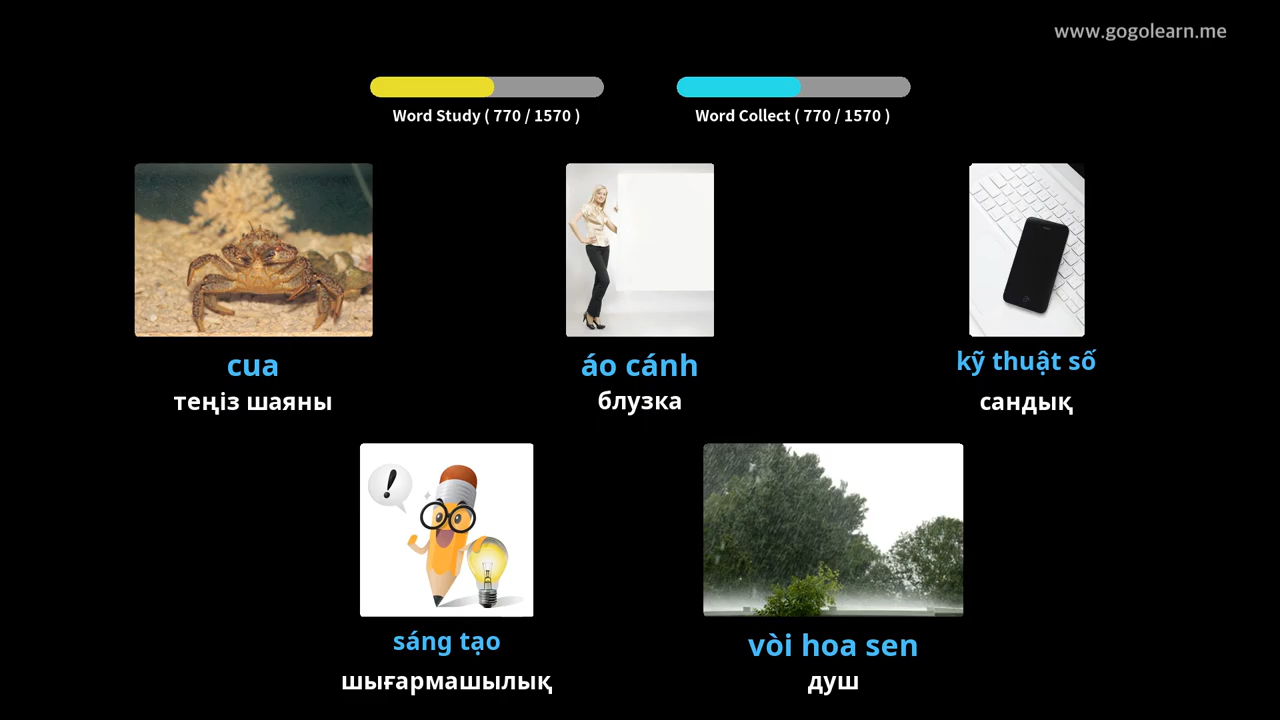 www.gogolearn.me
Word Study ( 770 / 1570 )
Word Collect ( 770 / 1570 )
cua
теңіз шаяны
áo cánh
блузка
kỹ thuật số
сандық
sáng tạo
шығармашылық
vòi hoa sen
душ